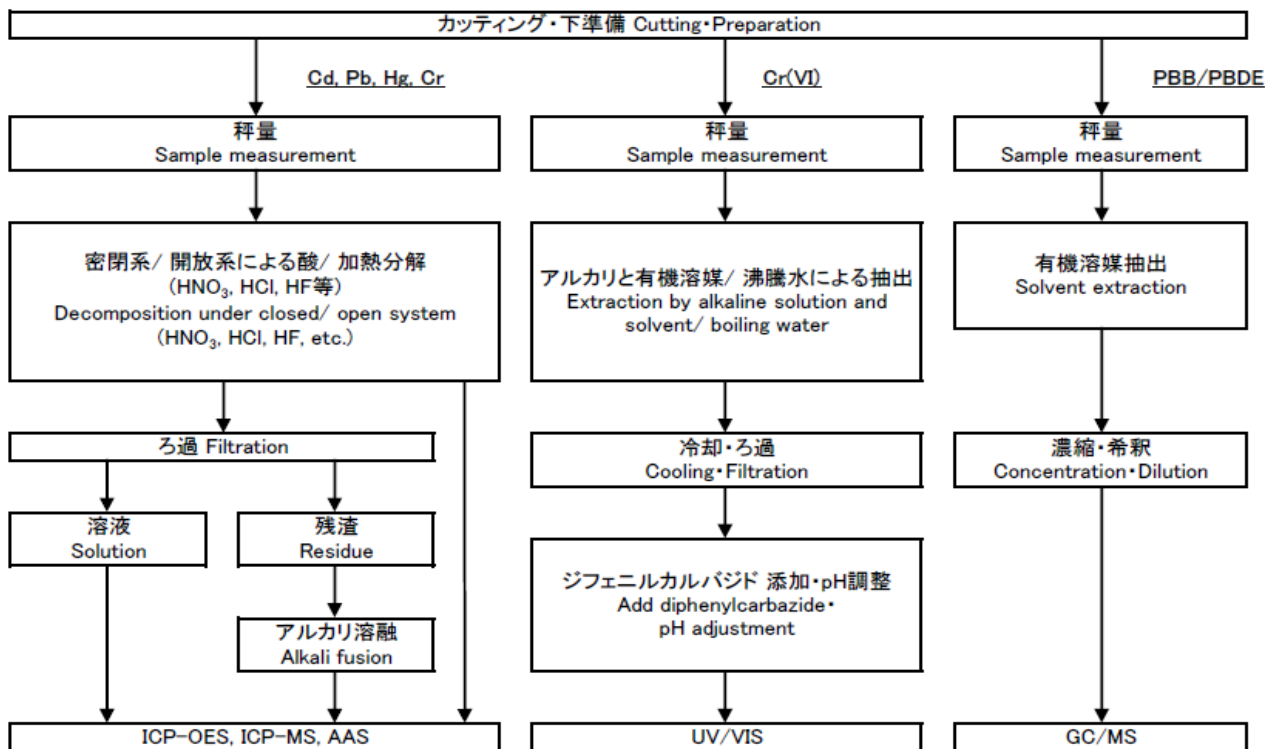 カッティング・下準備 Cutting・Preparation
Cd, Pb, Hg, Cr
Cr(VI)
PBB/PBDE
秤量
Sample measurement
秤量
Sample measurement
秤量
Sample measurement
密閉系/ 開放系による酸/ 加熱分解
(HNO₃, HCl, HF等)
Decomposition under closed/ open system
(HNO₃, HCl, HF, etc.)
アルカリと有機溶媒/ 沸騰水による抽出
Extraction by alkaline solution and
solvent/ boiling water
有機溶媒抽出
Solvent extraction
ろ過 Filtration
冷却・ろ過
Cooling・Filtration
濃縮・希釈
Concentration・Dilution
溶液
Solution
残渣
Residue
ジフェニルカルバジド 添加・pH調整
Add diphenylcarbazide・
pH adjustment
アルカリ溶融
Alkali fusion
ICP-OES, ICP-MS, AAS
UV/VIS
GC/MS